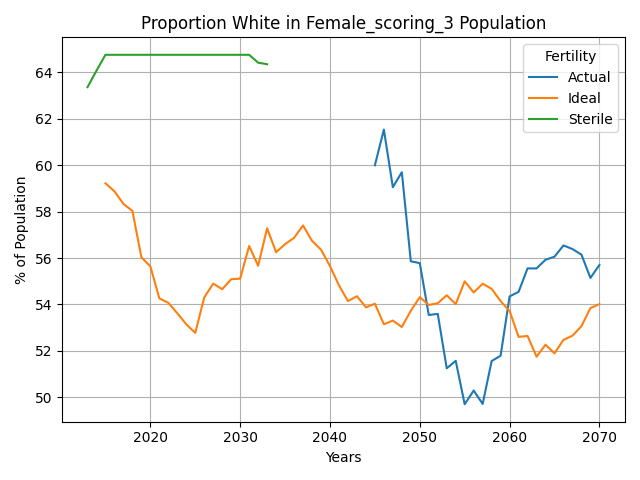 Proportion White in Female_scoring_3 Population
Fertility
Actual
Ideal
Sterile
% of Population
64
62
60
58
56
54
52
50
2020 2030 2040 2050 2060 2070
Years